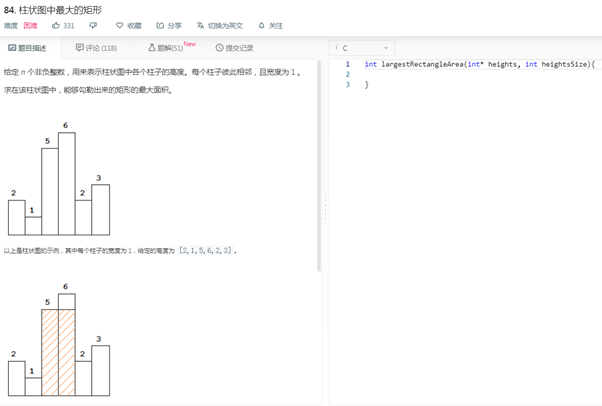 84. 柱状图中最大的矩形
难度 困难 331 收藏 分享 切换为英文 关注
题目描述 评论 (118) 题解(51) New 提交记录 i C
给定 n 个非负整数，用来表示柱状图中各个柱子的高度。每个柱子彼此相邻，且宽度为 1 。
求在该柱状图中，能够勾勒出来的矩形的最大面积。
1 int largestRectangleArea(int* heights, int heightsSize){
2
3 }
6
5
3
2 2
1
以上是柱状图的示例，其中每个柱子的宽度为 1，给定的高度为 [2,1,5,6,2,3]。
6
5
3
2 2
1